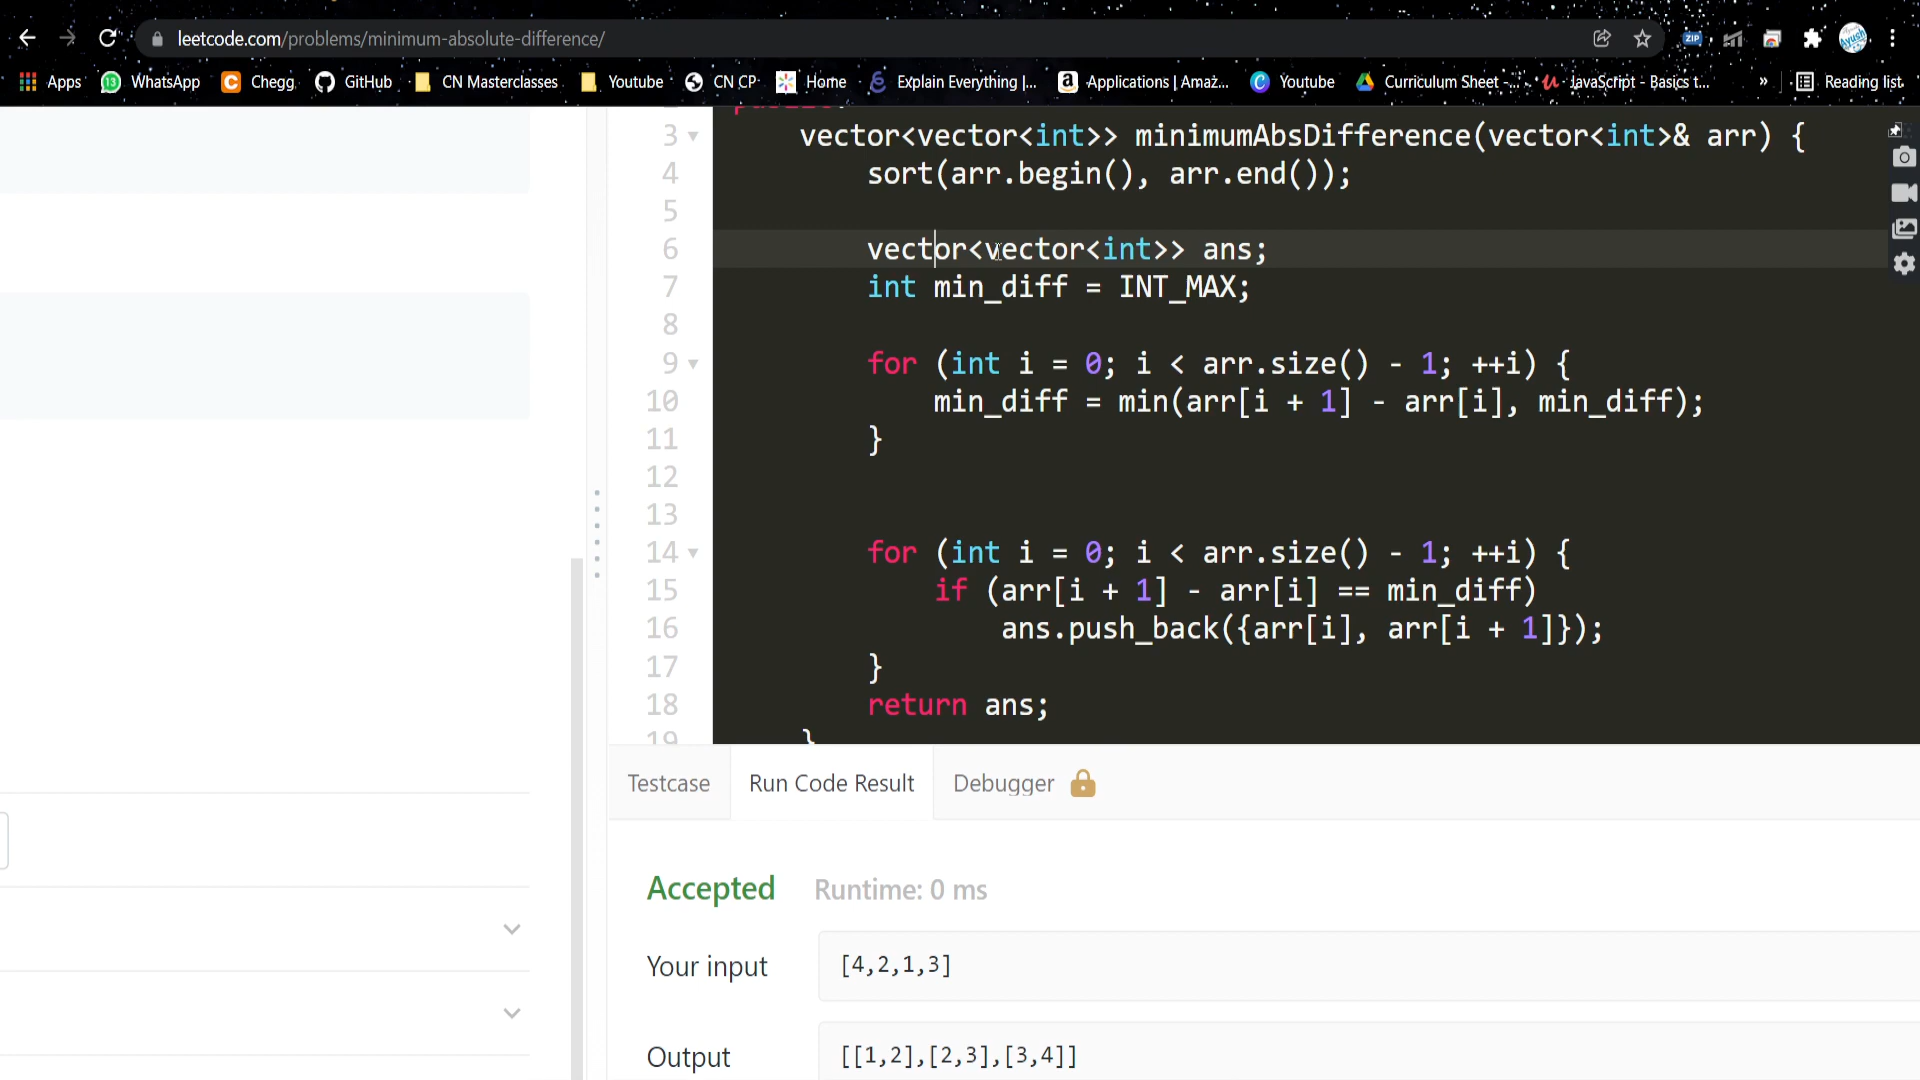 leetcode.com/problems/minimum-absolute-difference/
ZIP
Ayush
Apps 13 WhatsApp C Chegg GitHub CN Masterclasses Youtube CN CP Home Explain Everything |... a Applications | Amaz... C Youtube Curriculum Sheet -... JavaScript - Basics t... » Reading list
3 vector<vector<int>> minimumAbsDifference(vector<int>& arr) {
4 sort(arr.begin(), arr.end());
5
6 vector<vector<int>> ans;
7 int min_diff = INT_MAX;
8
9 for (int i = 0; i < arr.size() - 1; ++i) {
10 min_diff = min(arr[i + 1] - arr[i], min_diff);
11 }
12
13
14 for (int i = 0; i < arr.size() - 1; ++i) {
15 if (arr[i + 1] - arr[i] == min_diff)
16 ans.push_back({arr[i], arr[i + 1]});
17 }
18 return ans;
19 }
Testcase Run Code Result Debugger
Accepted Runtime: 0 ms
Your input [4,2,1,3]
Output [[1,2],[2,3],[3,4]]